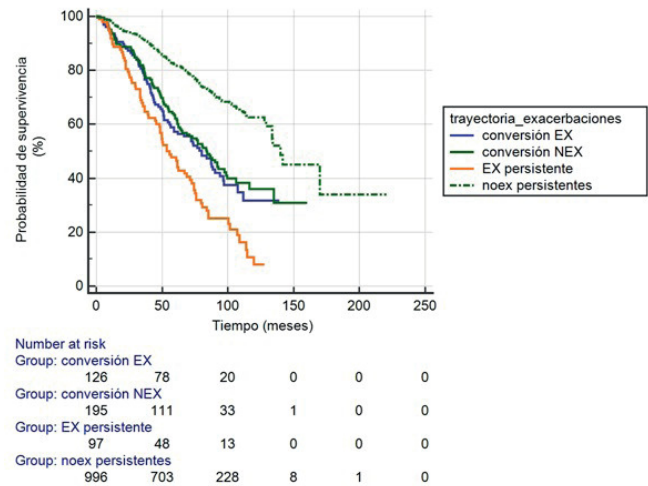 Probabilidad de supervivencia
(%)
100
80
60
40
20
0
0 50 100 150 200 250
Tiempo (meses)
trayectoria_exacerbaciones
conversión EX
conversión NEX
EX persistente
noex persistentes
Number at risk
Group: conversión EX
126 78 20 0 0 0
Group: conversión NEX
195 111 33 1 0 0
Group: EX persistente
97 48 13 0 0 0
Group: noex persistentes
996 703 228 8 1 0